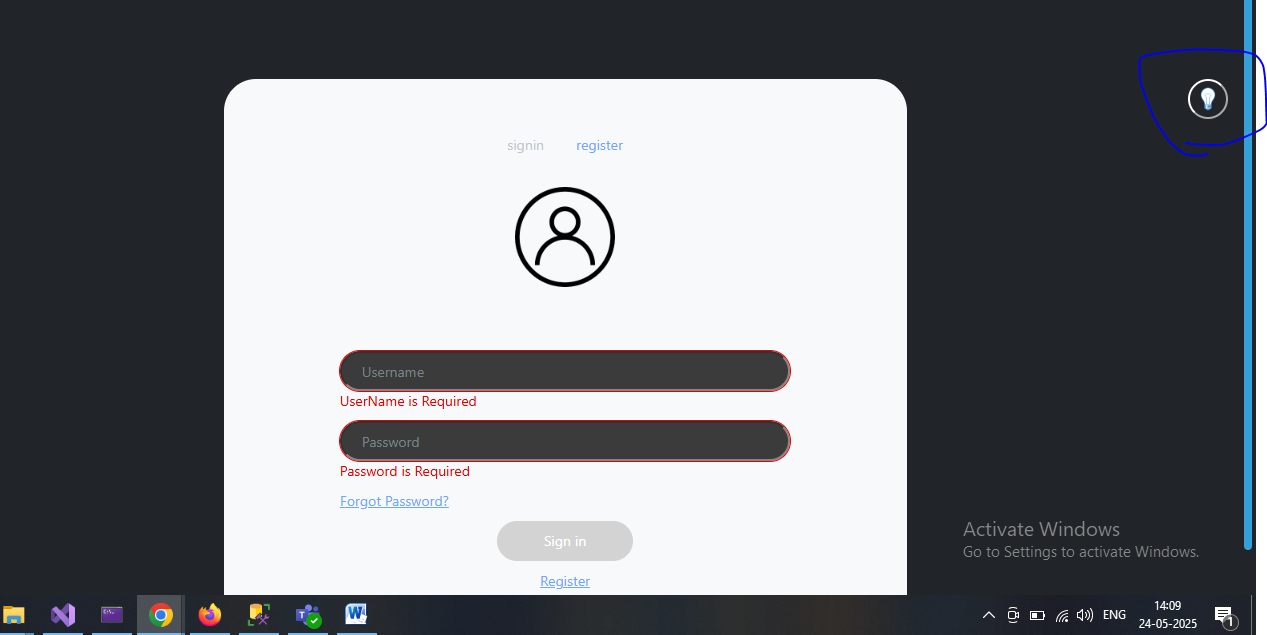 signin register
Username
UserName is Required
Password
Password is Required
Forgot Password?
Sign in
Register
Activate Windows
Go to Settings to activate Windows.
ENG
14:09
24-05-2025
1